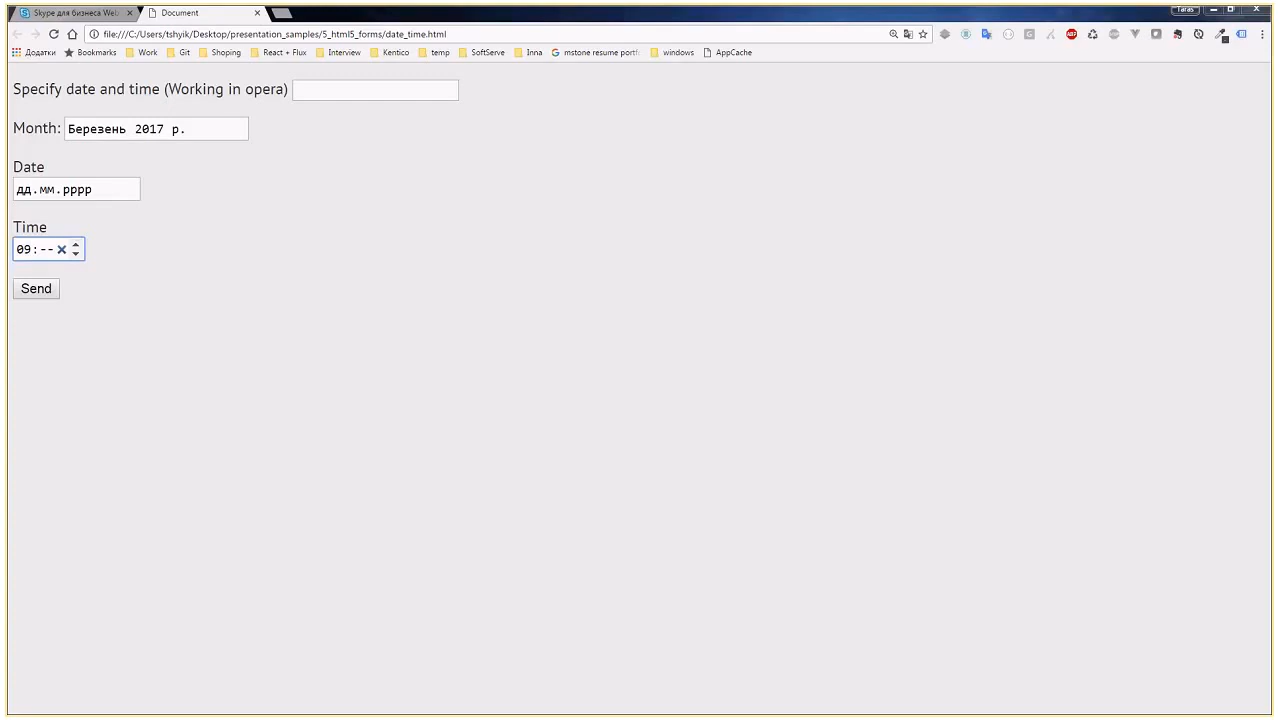 Skype для бизнеса Web
Document
Taras
file:///C:/Users/tshyik/Desktop/presentation_samples/5_html5_forms/date_time.html
Додатки Bookmarks Work Git Shoping React + Flux Interview Kentico temp SoftServe Inna mstone resume portf windows AppCache
Specify date and time (Working in opera)
Month: Березень 2017 р.
Date
дд.мм.рррр
Time
09:--
Send